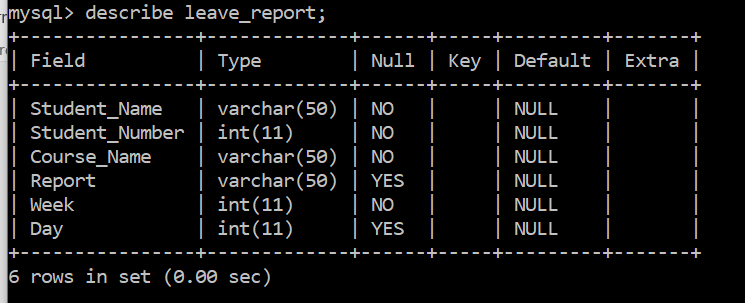 mysql> describe leave_report;
+----------------+-------------+------+-----+---------+-------+
| Field          | Type        | Null | Key | Default | Extra |
+----------------+-------------+------+-----+---------+-------+
| Student_Name   | varchar(50) | NO   |     | NULL    |       |
| Student_Number | int(11)     | NO   |     | NULL    |       |
| Course_Name    | varchar(50) | NO   |     | NULL    |       |
| Report         | varchar(50) | YES  |     | NULL    |       |
| Week           | int(11)     | NO   |     | NULL    |       |
| Day            | int(11)     | YES  |     | NULL    |       |
+----------------+-------------+------+-----+---------+-------+
6 rows in set (0.00 sec)